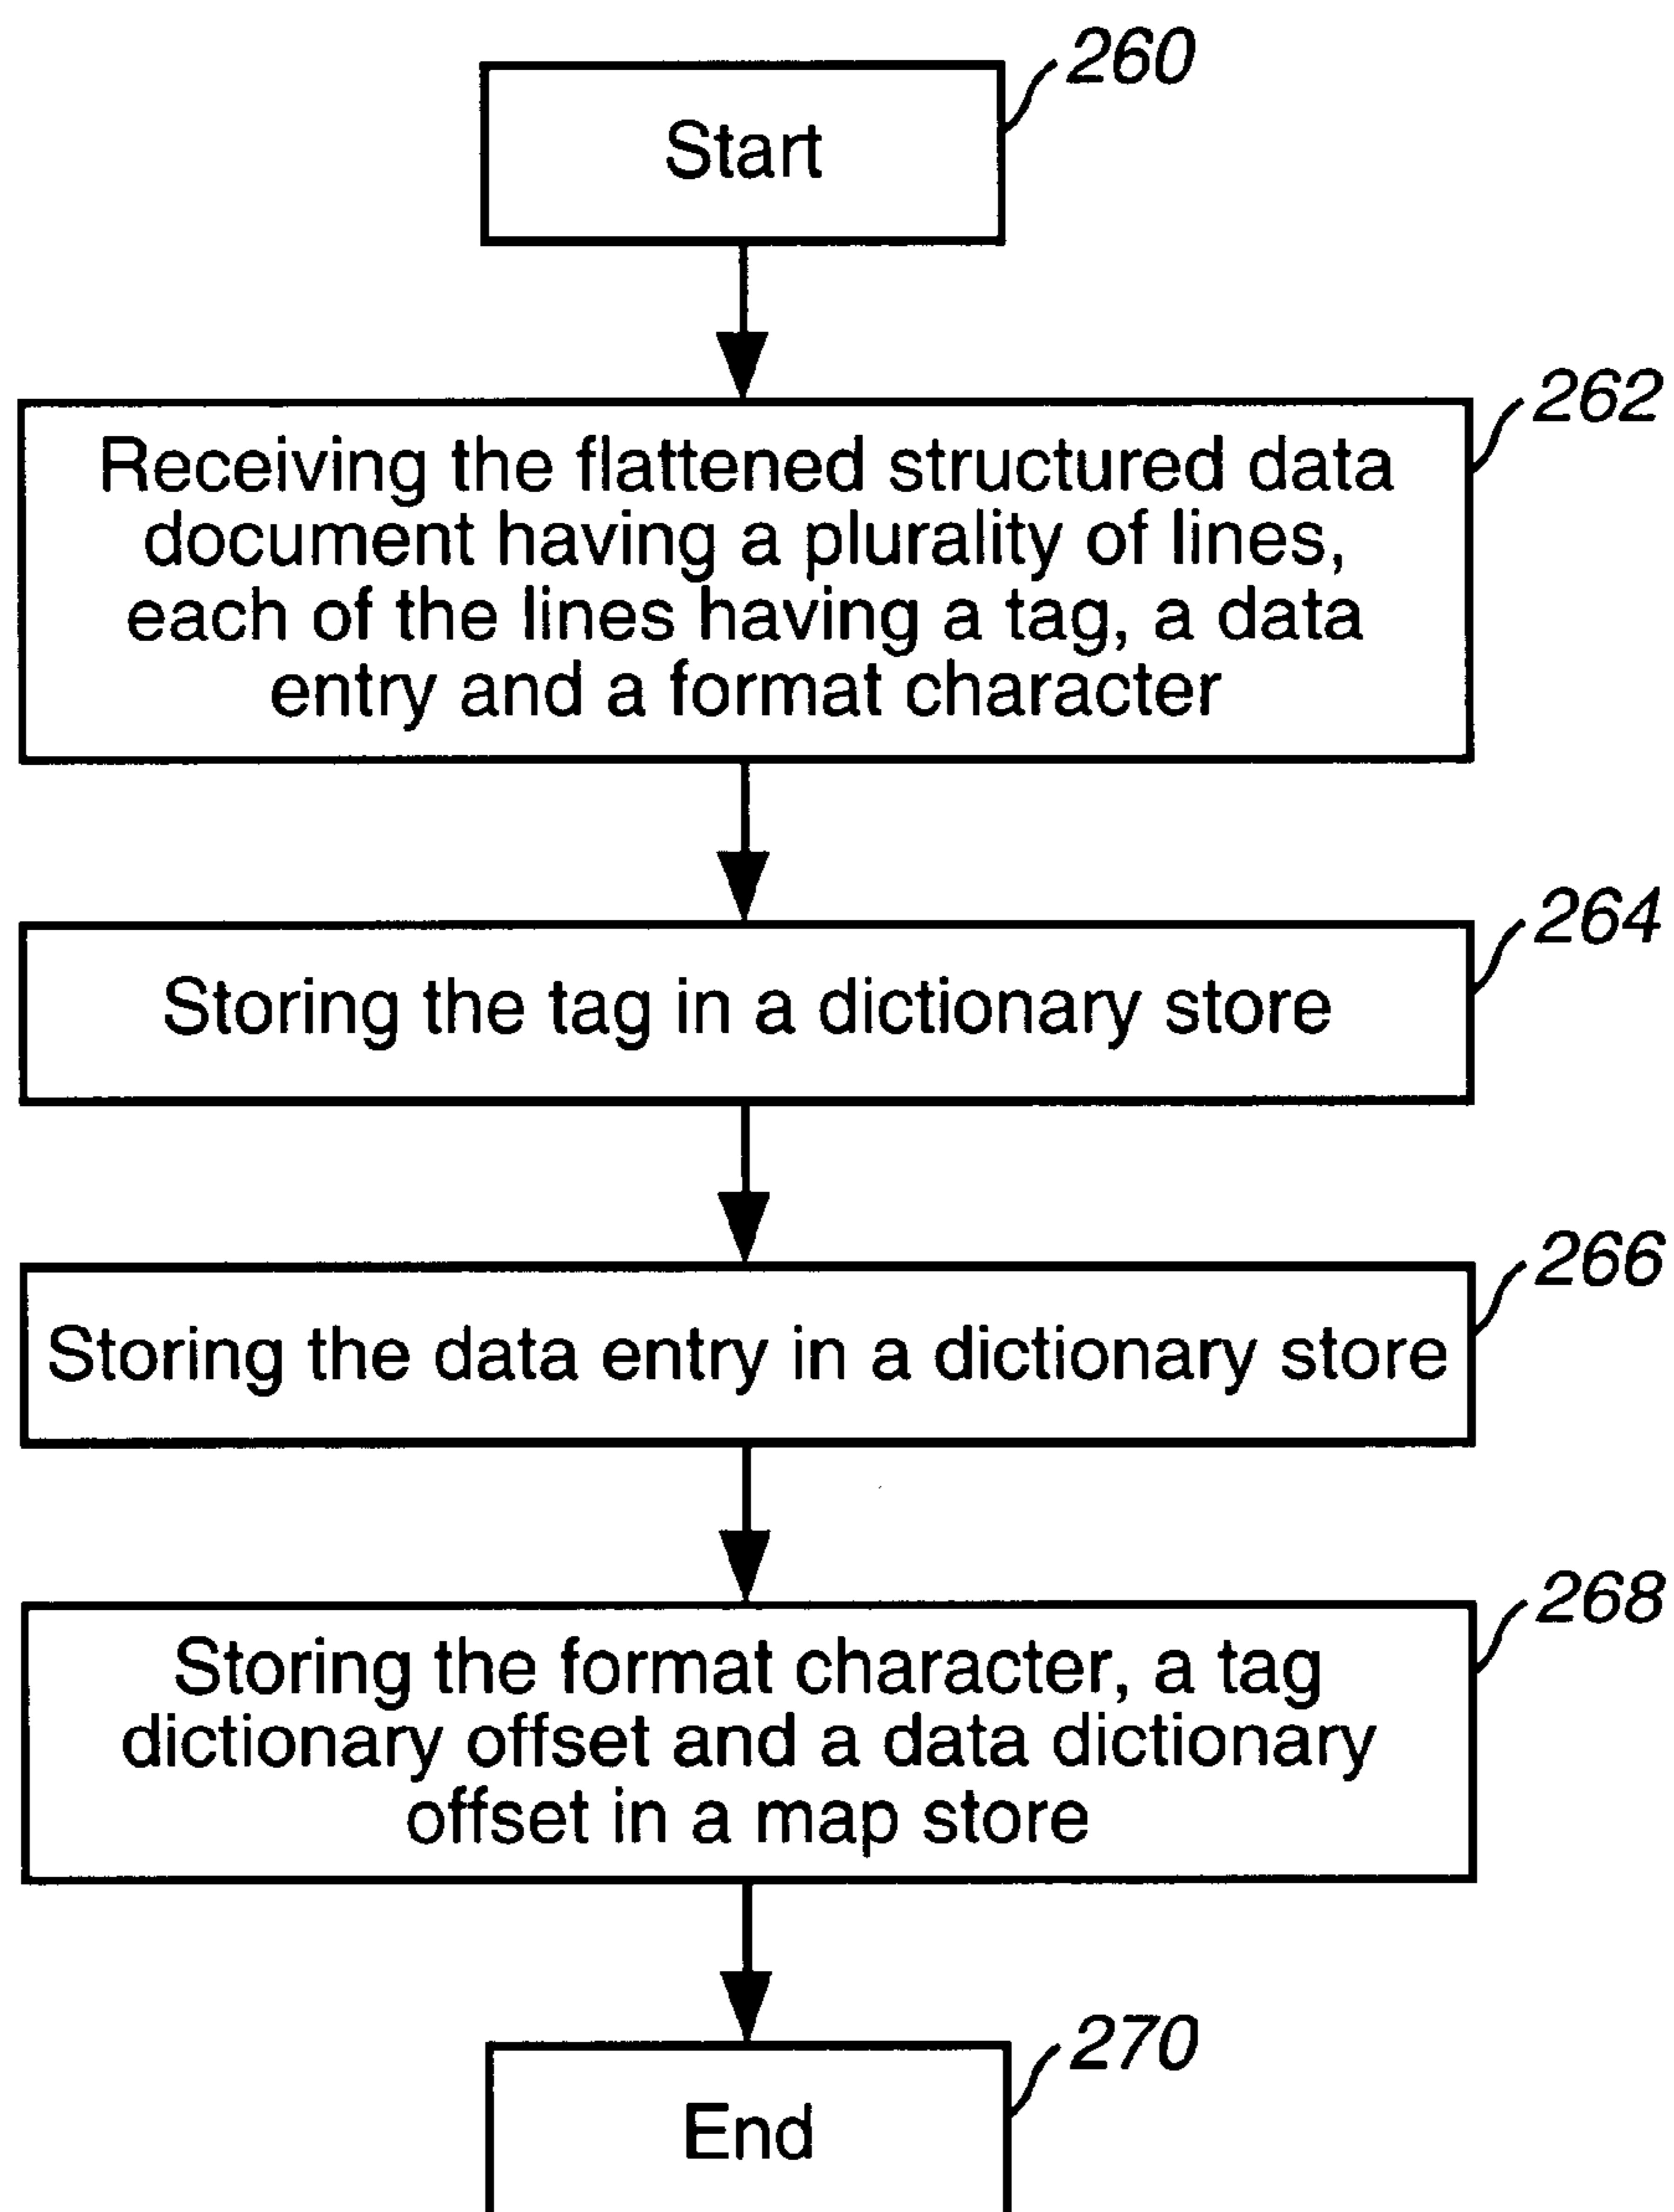 260
Start
262
Receiving the flattened structured data
document having a plurality of lines,
each of the lines having a tag, a data
entry and a format character
264
Storing the tag in a dictionary store
266
Storing the data entry in a dictionary store
268
Storing the format character, a tag
dictionary offset and a data dictionary
offset in a map store
270
End